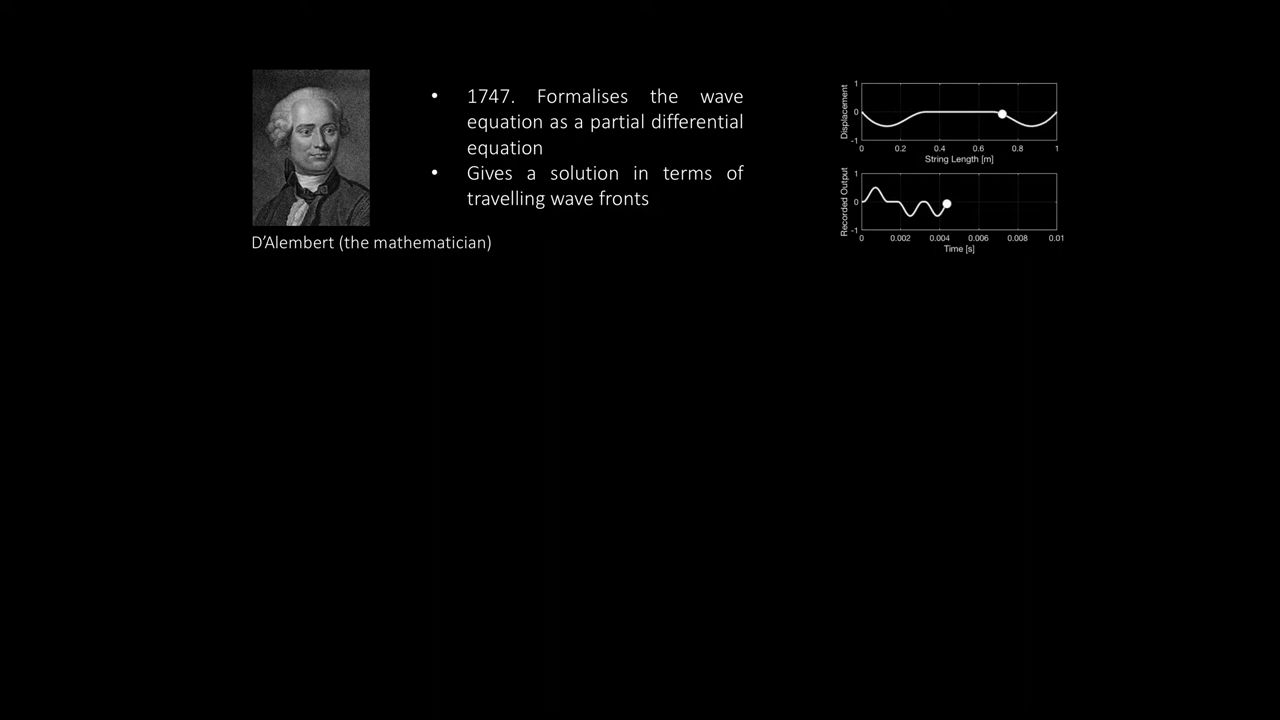 • 1747. Formalises the wave
equation as a partial differential
equation
• Gives a solution in terms of
travelling wave fronts
D’Alembert (the mathematician)
Displacement
1
0
-1
0 0.2 0.4 0.6 0.8 1
String Length [m]
Recorded Output
1
0
-1
0 0.002 0.004 0.006 0.008 0.01
Time [s]